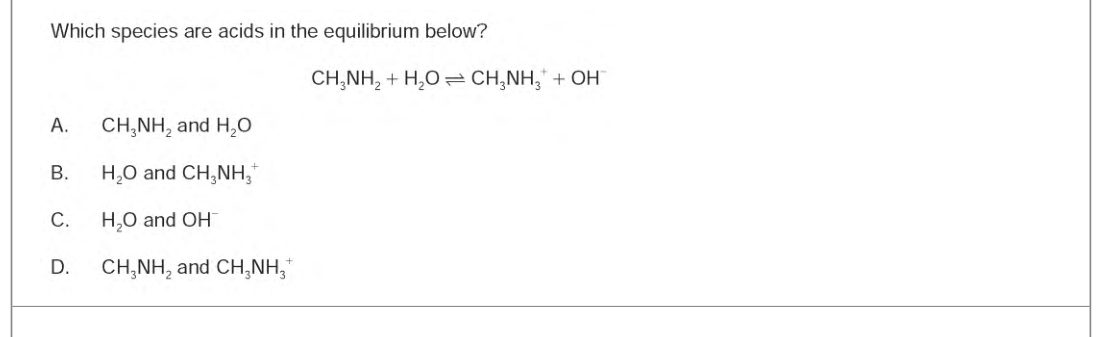 Which species are acids in the equilibrium below?
CH₃NH₂ + H₂O ⇌ CH₃NH₃⁺ + OH⁻
A. CH₃NH₂ and H₂O
B. H₂O and CH₃NH₃⁺
C. H₂O and OH⁻
D. CH₃NH₂ and CH₃NH₃⁺